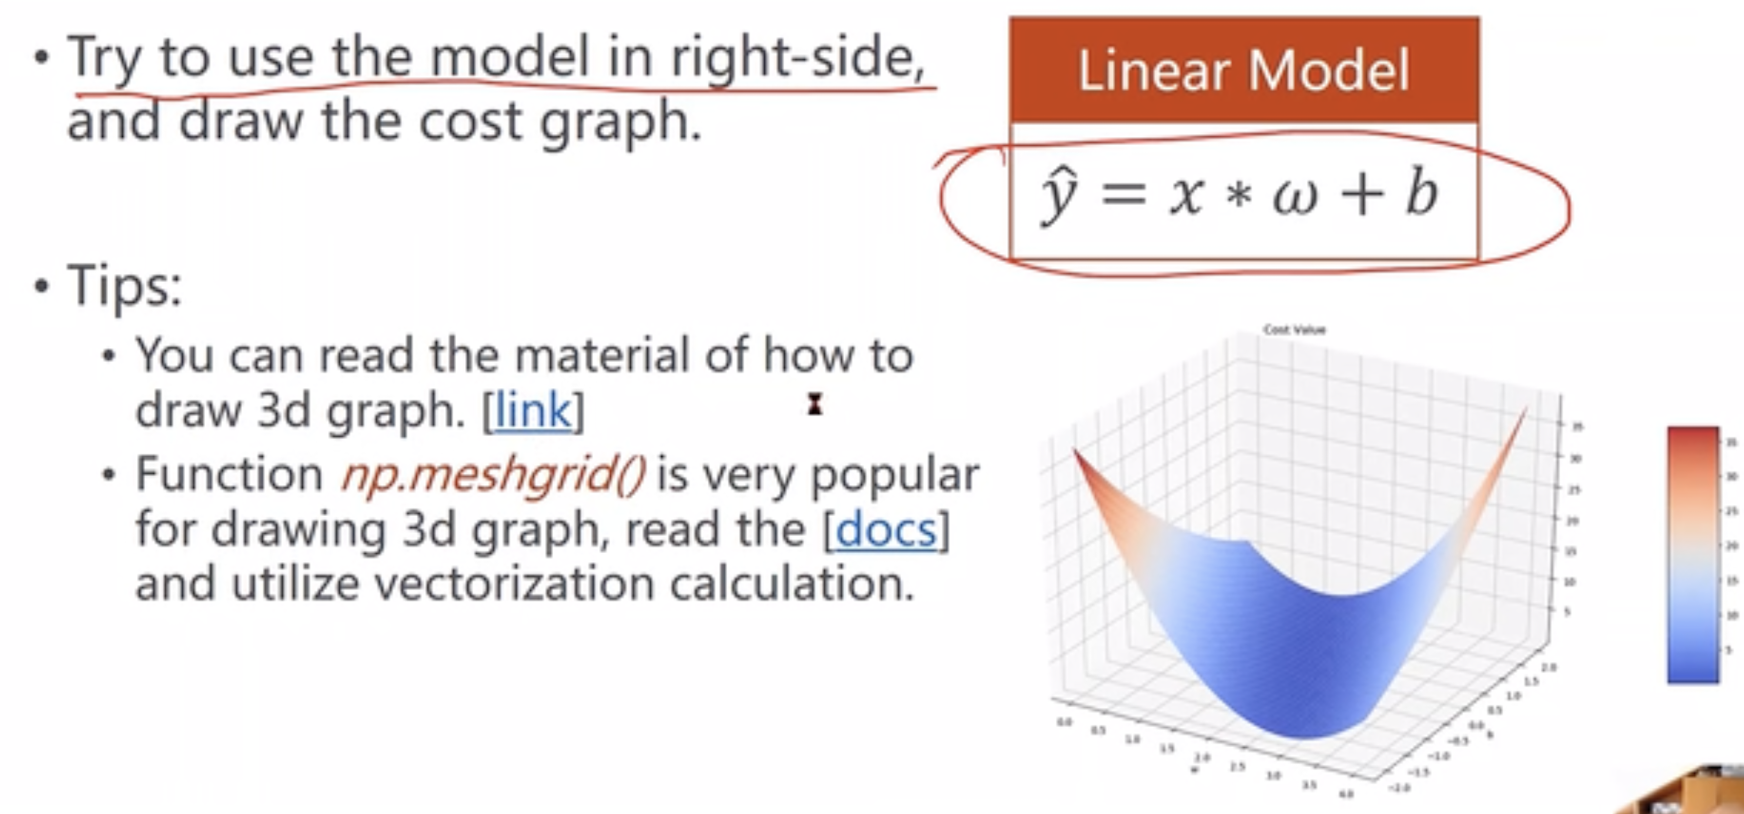 • Try to use the model in right-side,
and draw the cost graph.
• Tips:
• You can read the material of how to
draw 3d graph. [link]
• Function np.meshgrid() is very popular
for drawing 3d graph, read the [docs]
and utilize vectorization calculation.
Linear Model
ŷ = x * ω + b
Cost Value
35
30
25
20
15
10
5
0.0
0.5
1.0
1.5
2.0
2.5
3.0
3.5
4.0
w
2.0
1.5
1.0
0.5
0.0
-0.5
-1.0
-1.5
-2.0
b
35
30
25
20
15
10
5